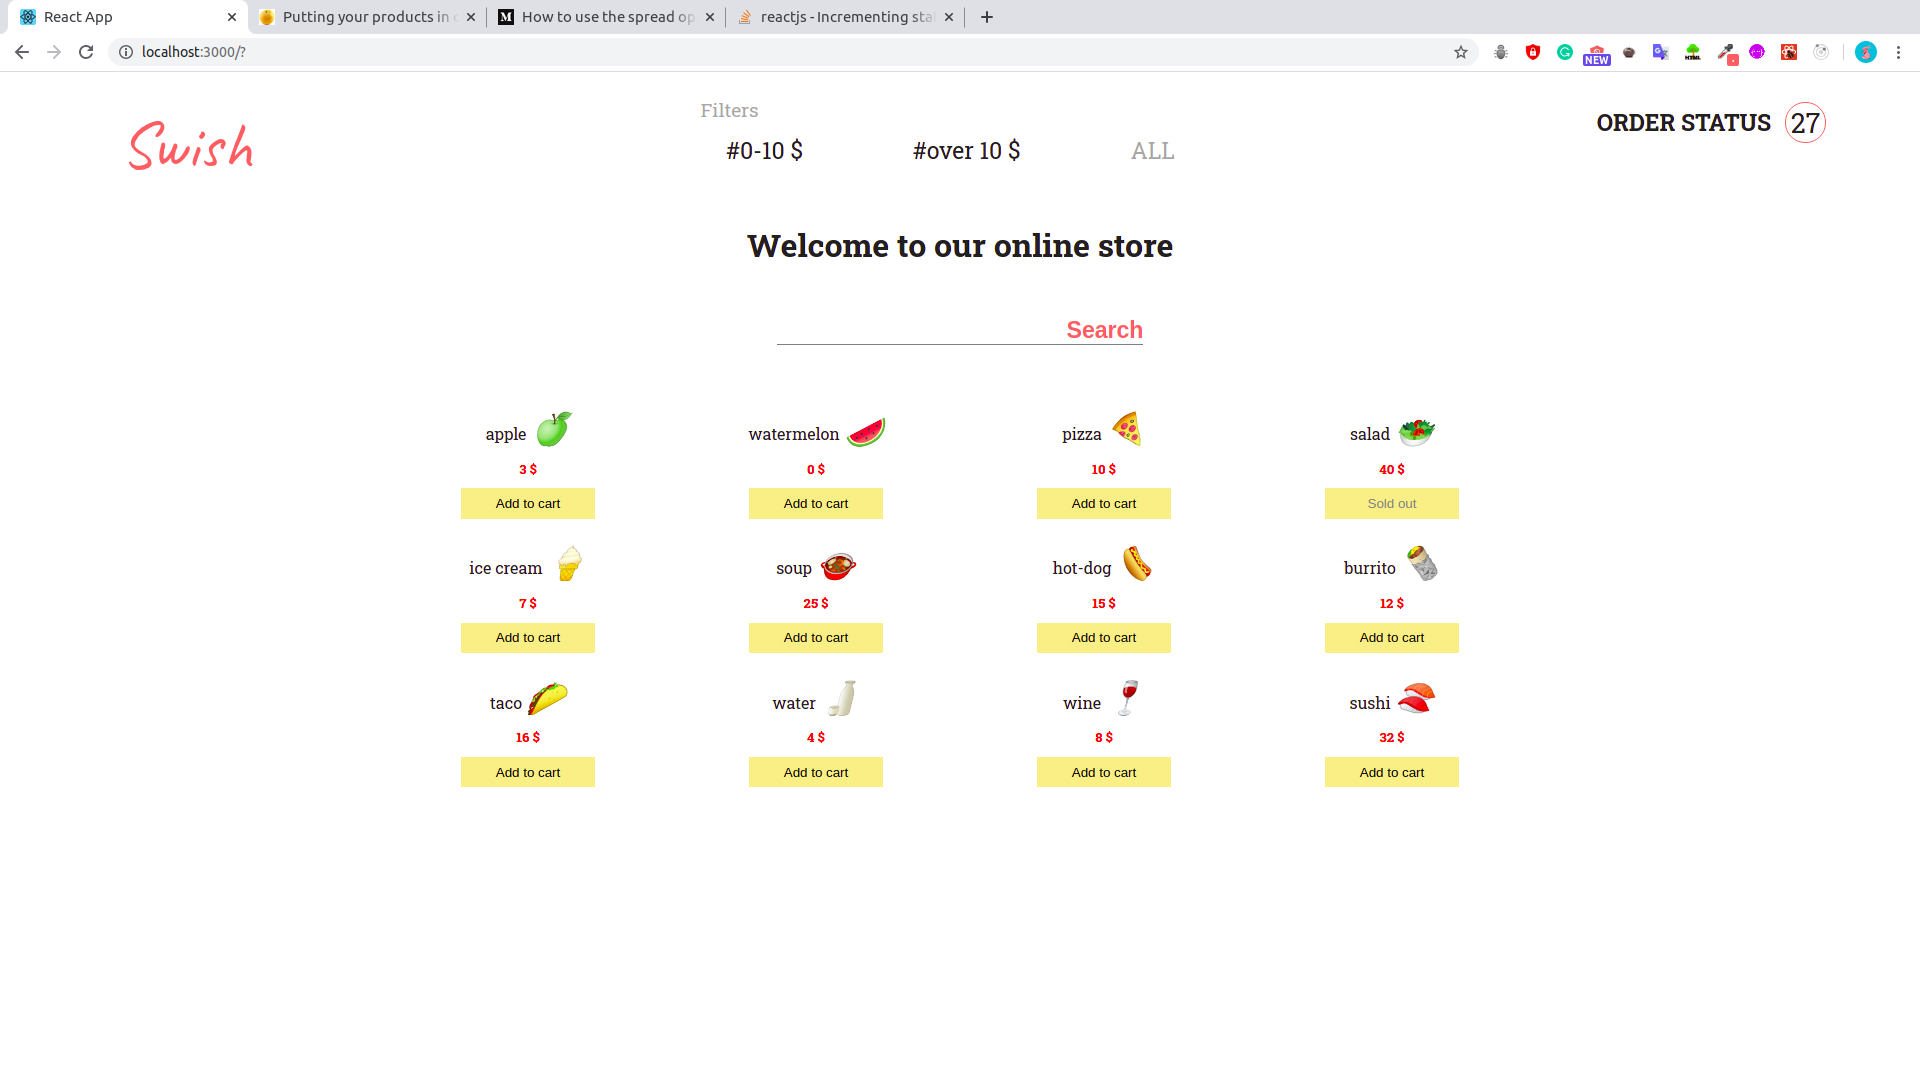 React App
Putting your products in
How to use the spread op
reactjs - Incrementing sta
localhost:3000/?
NEW
Swish
Filters
#0-10 $
#over 10 $
ALL
ORDER STATUS 27
Welcome to our online store
Search
apple
watermelon
pizza
salad
3 $
0 $
10 $
40 $
Add to cart
Add to cart
Add to cart
Sold out
ice cream
soup
hot-dog
burrito
7 $
25 $
15 $
12 $
Add to cart
Add to cart
Add to cart
Add to cart
taco
water
wine
sushi
16 $
4 $
8 $
32 $
Add to cart
Add to cart
Add to cart
Add to cart